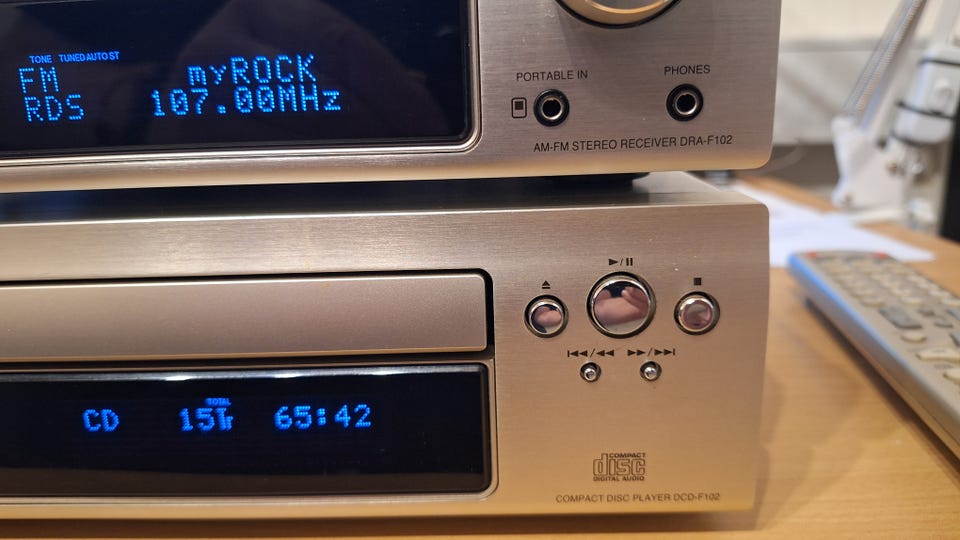 TONE TUNED AUTO ST
FM myROCK
RDS 107.00MHz
PORTABLE IN
PHONES
AM-FM STEREO RECEIVER DRA-F102
TOTAL
CD 15Tr 65:42
COMPACT
disc
DIGITAL AUDIO
COMPACT DISC PLAYER DCD-F102